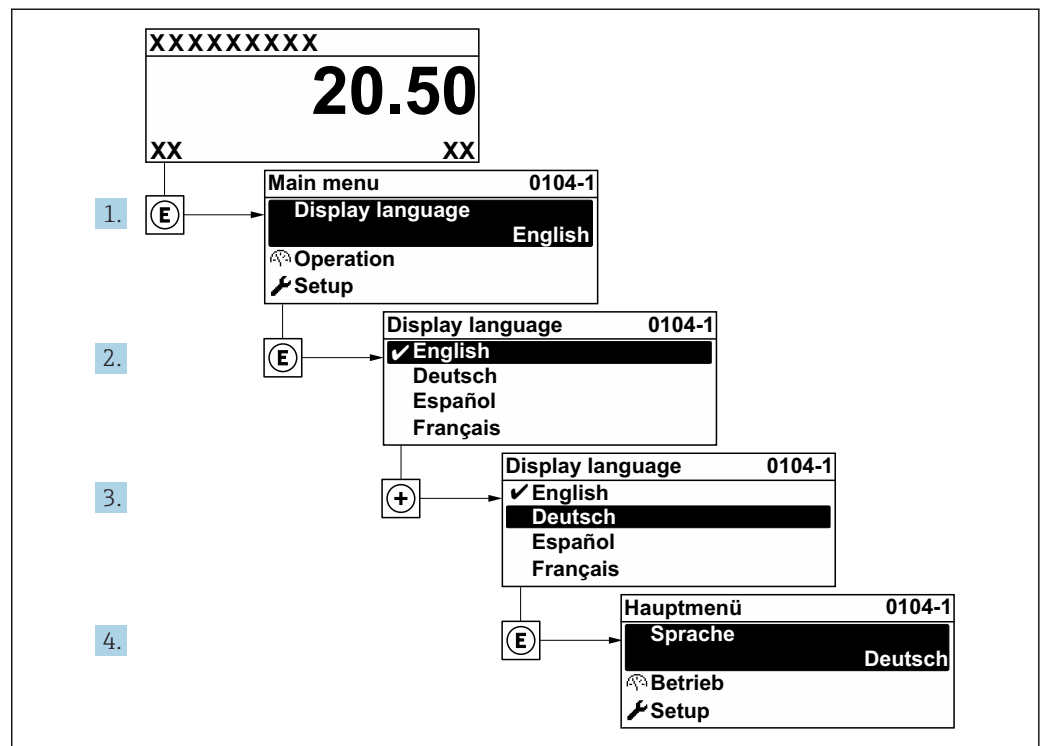 XXXXXXXXX
20.50
XX XX
1. E
Main menu 0104-1
Display language
English
Operation
Setup
2. E
Display language 0104-1
✔English
Deutsch
Español
Français
3. +
Display language 0104-1
✔English
Deutsch
Español
Français
4. E
Hauptmenü 0104-1
Sprache
Deutsch
Betrieb
Setup